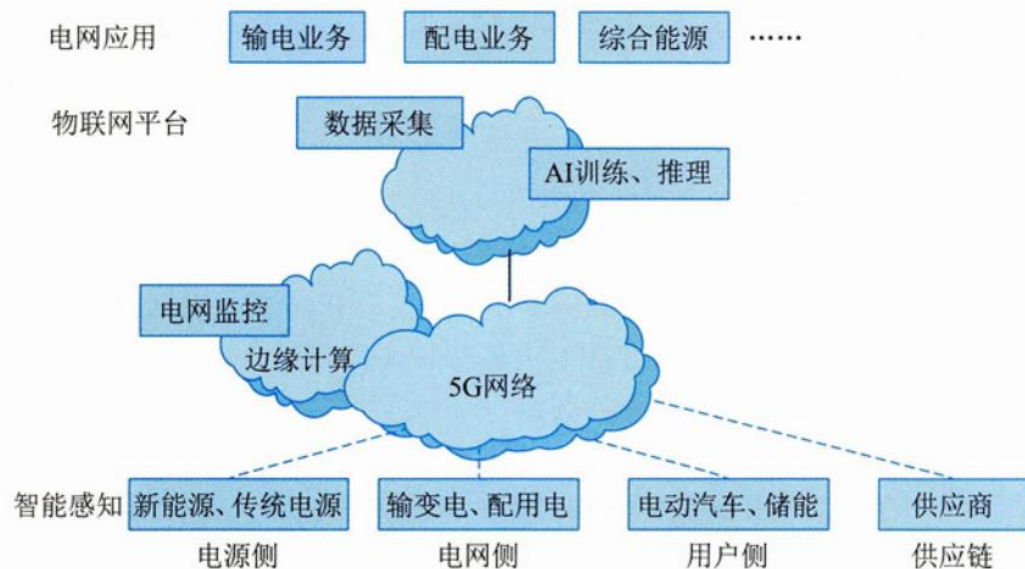 电网应用 输电业务 配电业务 综合能源 ……
物联网平台 数据采集
AI训练、推理
电网监控
边缘计算
5G网络
智能感知 新能源、传统电源 输变电、配用电 电动汽车、储能 供应商
电源侧 电网侧 用户侧 供应链